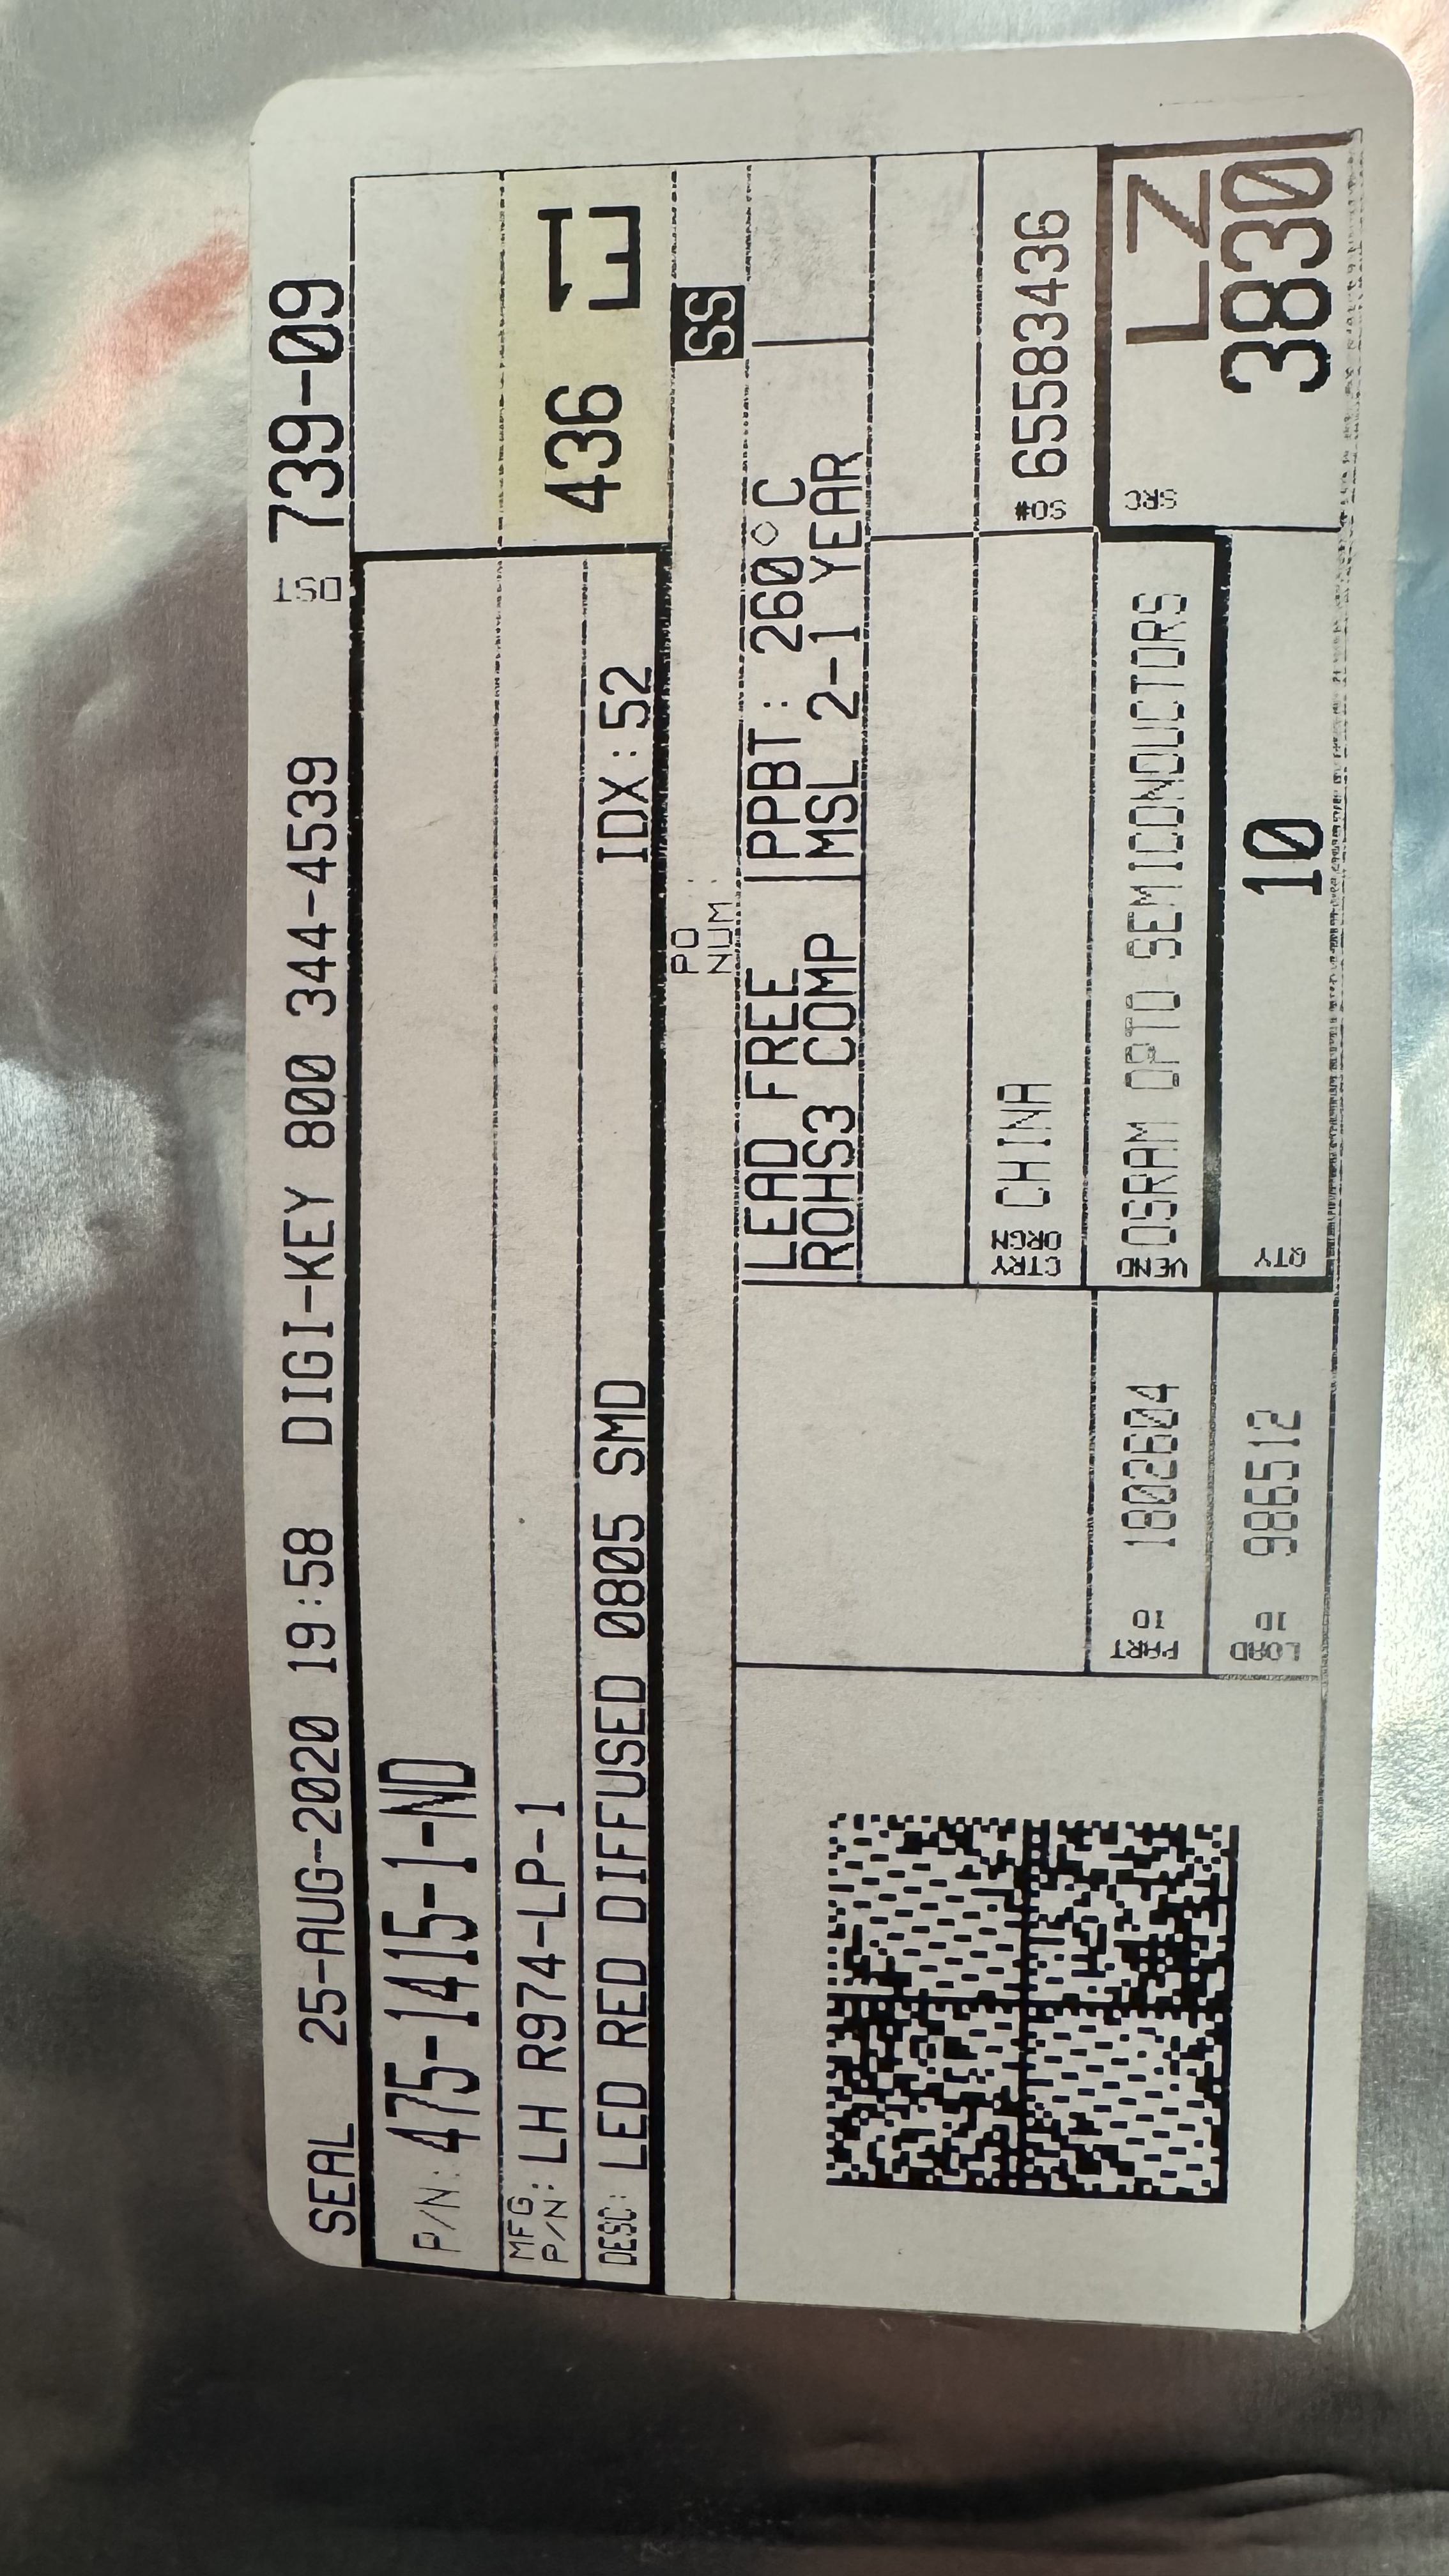 SEAL 25-AUG-2020 19:58 DIGI-KEY 800 344-4539 DST 739-09
P/N: 475-1415-1-ND
MFG. P/N: LH R974-LP-1
436 1E
DESC: LED RED DIFFUSED 0805 SMD IDX:52
PO NUM:
SS
LEAD FREE PPBT: 260°C
ROHS3 COMP MSL 2-1 YEAR
CTRY ORGN CHINA
SO# 65583436
PART ID 1802604
VEND OSRAM OPTO SEMICONDUCTORS
SRC LZ
3830
LOAD ID 986512
QTY 10